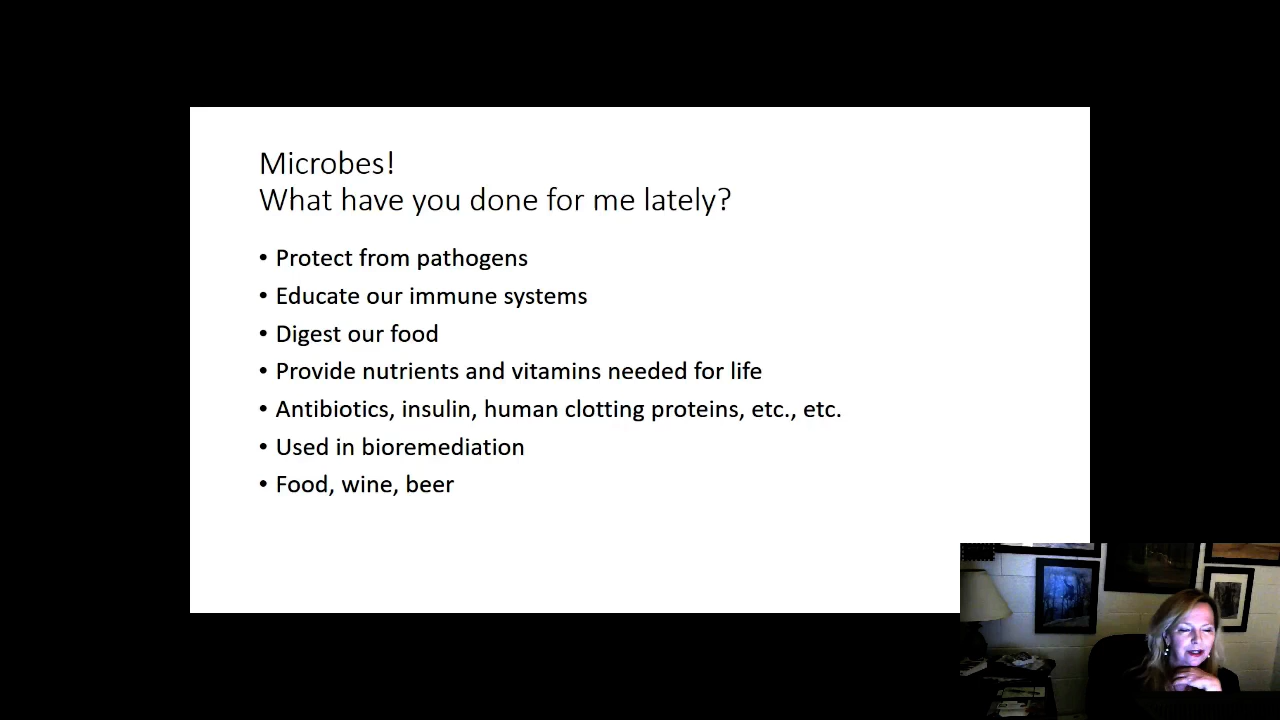 Microbes!
What have you done for me lately?
• Protect from pathogens
• Educate our immune systems
• Digest our food
• Provide nutrients and vitamins needed for life
• Antibiotics, insulin, human clotting proteins, etc., etc.
• Used in bioremediation
• Food, wine, beer